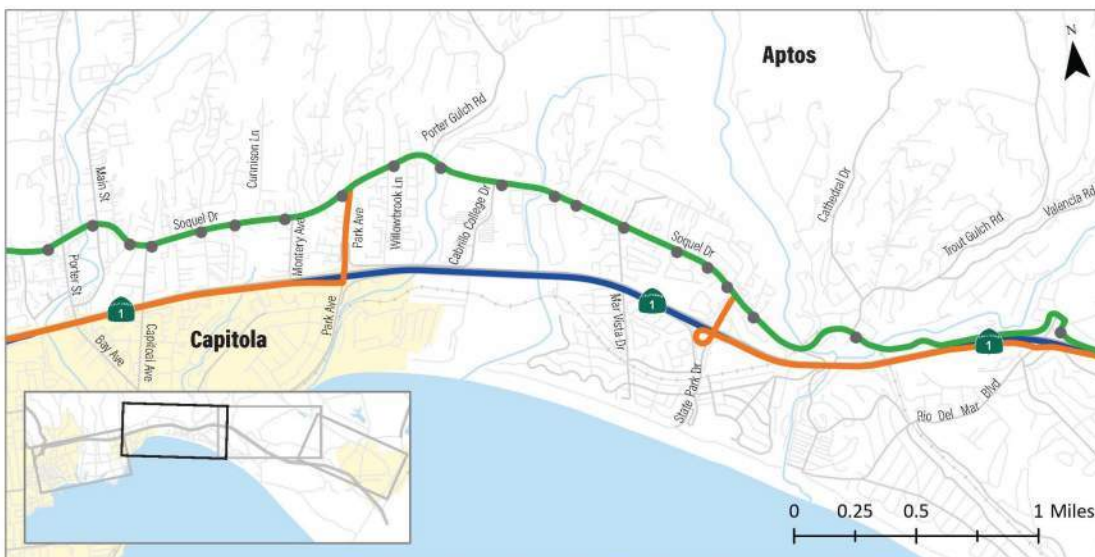 N
Aptos
Porter Gulch Rd
Main St
Cunnison Ln
Cathedral Dr
Valencia Rd
Trout Gulch Rd
Soquel Dr
Montery Ave
Park Ave
Willowbrook Ln
Cabrillo College Dr
Soquel Dr
Porter St
1
Capitola
Park Ave
Mar Vista Dr
1
1
Bay Ave
Capitoal Ave
State Park Dr
Rio Del Mar Blvd
0 0.25 0.5 1 Miles